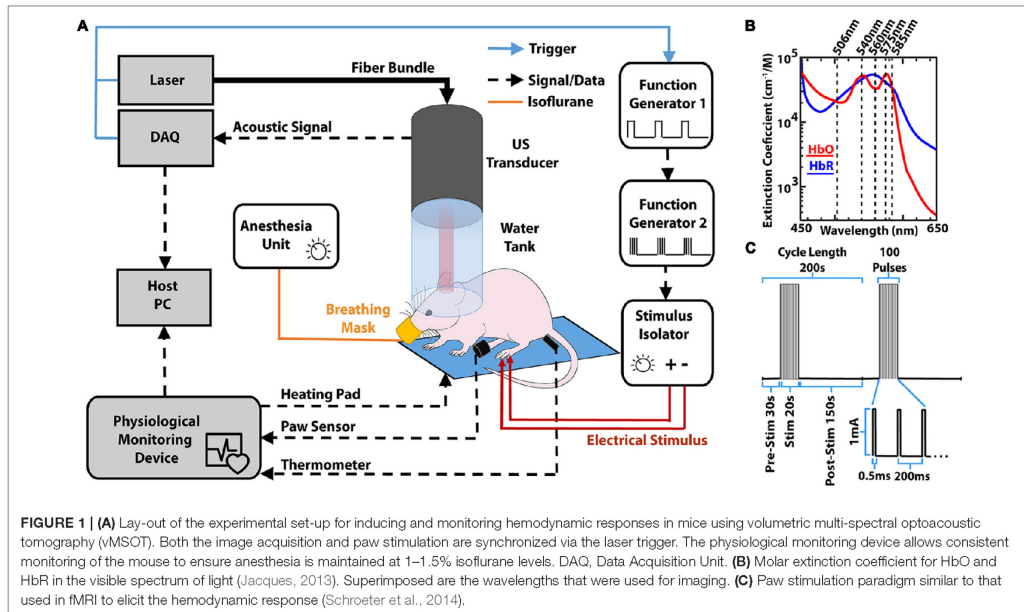 A
Laser
DAQ
Fiber Bundle
Acoustic Signal
Trigger
Signal/Data
Isoflurane
US
Transducer
Water
Tank
Anesthesia
Unit
Host
PC
Breathing
Mask
Function
Generator 1
Function
Generator 2
Stimulus
Isolator
+ -
Physiological
Monitoring
Device
Heating Pad
Paw Sensor
Thermometer
Electrical Stimulus
B
506nm
540nm
560nm
575nm
585nm
Extinction Coeficcient (cm⁻¹/M)
10⁵
10⁴
10³
HbO
HbR
450
Wavelength (nm)
650
C
Cycle Length
200s
100
Pulses
Pre-Stim 30s
Stim 20s
Post-Stim 150s
1mA
0.5ms
200ms
...
FIGURE 1 | (A) Lay-out of the experimental set-up for inducing and monitoring hemodynamic responses in mice using volumetric multi-spectral optoacoustic
tomography (vMSOT). Both the image acquisition and paw stimulation are synchronized via the laser trigger. The physiological monitoring device allows consistent
monitoring of the mouse to ensure anesthesia is maintained at 1–1.5% isoflurane levels. DAQ, Data Acquisition Unit. (B) Molar extinction coefficient for HbO and
HbR in the visible spectrum of light (Jacques, 2013). Superimposed are the wavelengths that were used for imaging. (C) Paw stimulation paradigm similar to that
used in fMRI to elicit the hemodynamic response (Schroeter et al., 2014).